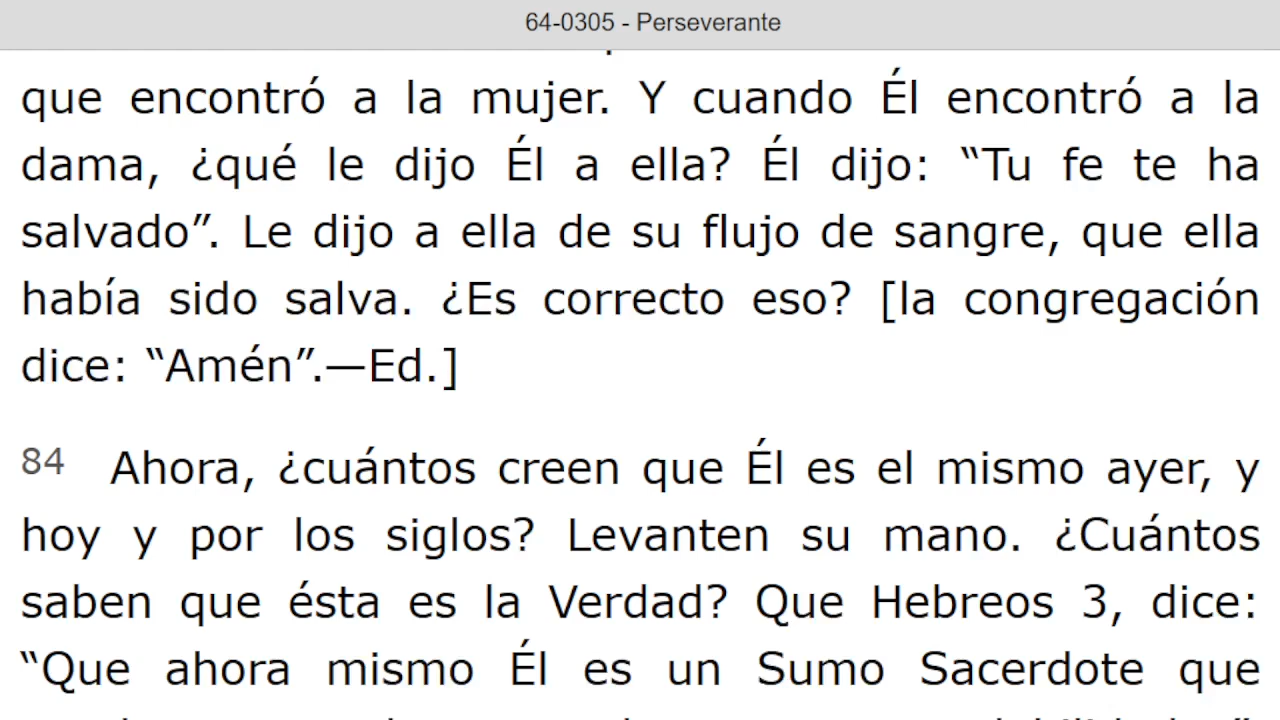 64-0305 - Perseverante
que encontró a la mujer. Y cuando Él encontró a la
dama, ¿qué le dijo Él a ella? Él dijo: “Tu fe te ha
salvado”. Le dijo a ella de su flujo de sangre, que ella
había sido salva. ¿Es correcto eso? [la congregación
dice: “Amén”.—Ed.]
84 Ahora, ¿cuántos creen que Él es el mismo ayer, y
hoy y por los siglos? Levanten su mano. ¿Cuántos
saben que ésta es la Verdad? Que Hebreos 3, dice:
“Que ahora mismo Él es un Sumo Sacerdote que